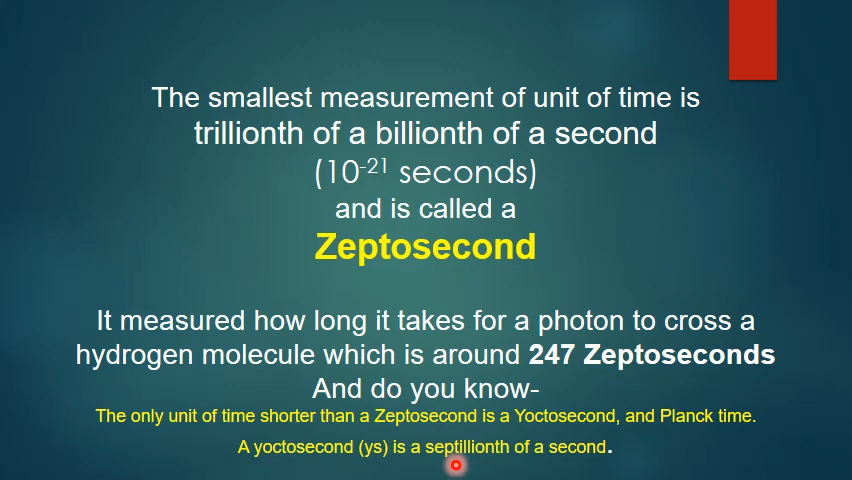 The smallest measurement of unit of time is
trillionth of a billionth of a second
(10⁻²¹ seconds)
and is called a
Zeptosecond
It measured how long it takes for a photon to cross a
hydrogen molecule which is around 247 Zeptoseconds
And do you know-
The only unit of time shorter than a Zeptosecond is a Yoctosecond, and Planck time.
A yoctosecond (ys) is a septillionth of a second.